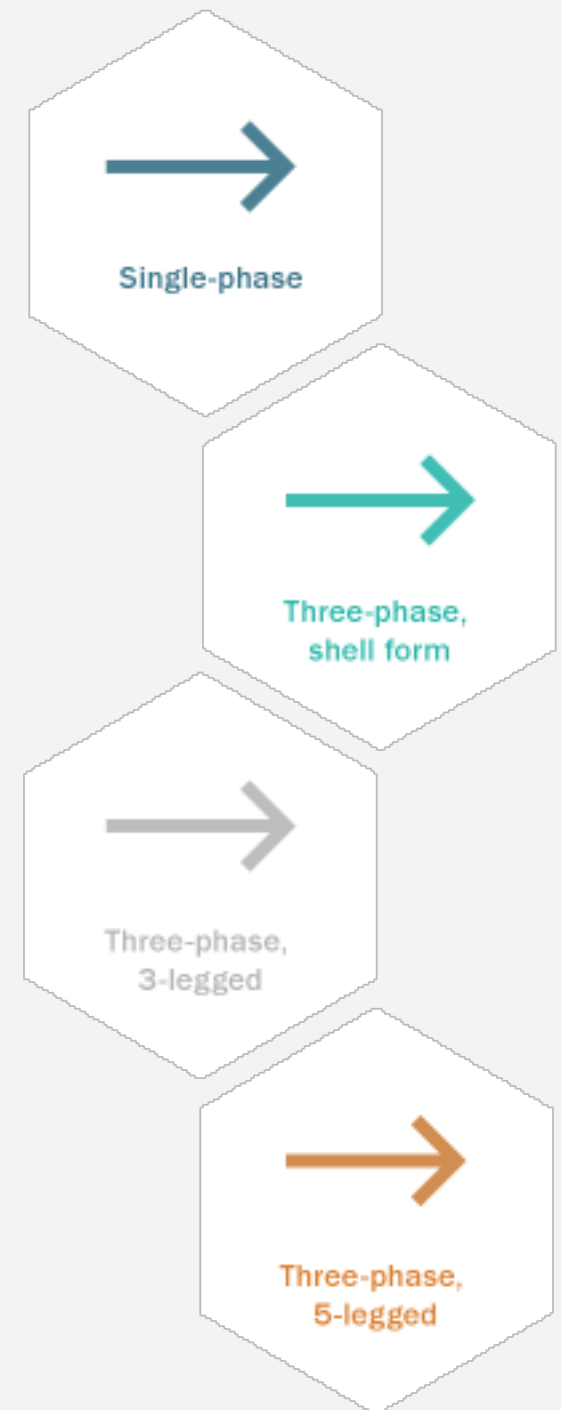 Single-phase
Three-phase,
shell form
Three-phase,
3-legged
Three-phase,
5-legged